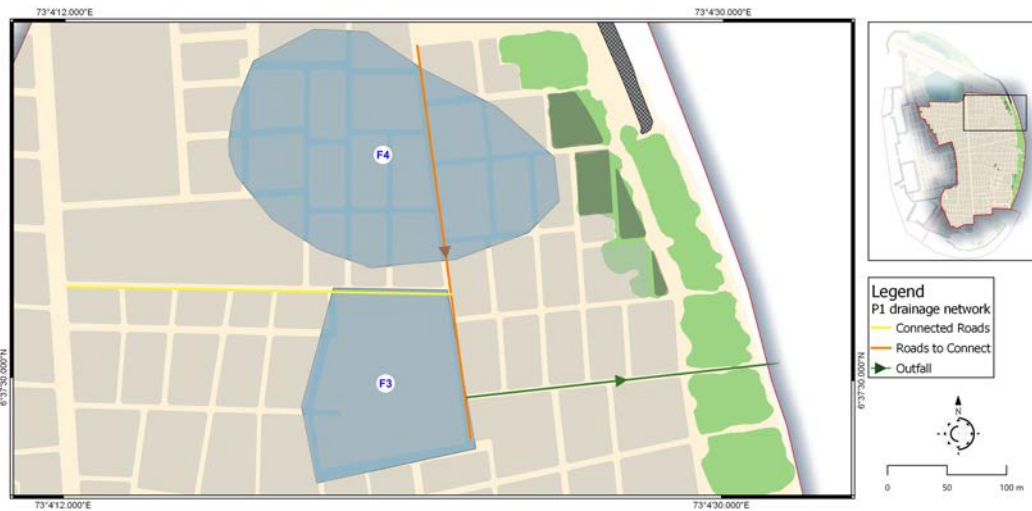 73°4'12.000"E
73°4'30.000"E
F4
F3
6°37'30.000"N
6°37'30.000"N
73°4'12.000"E
73°4'30.000"E
Legend
P1 drainage network
Connected Roads
Roads to Connect
Outfall
N
0 50 100 m